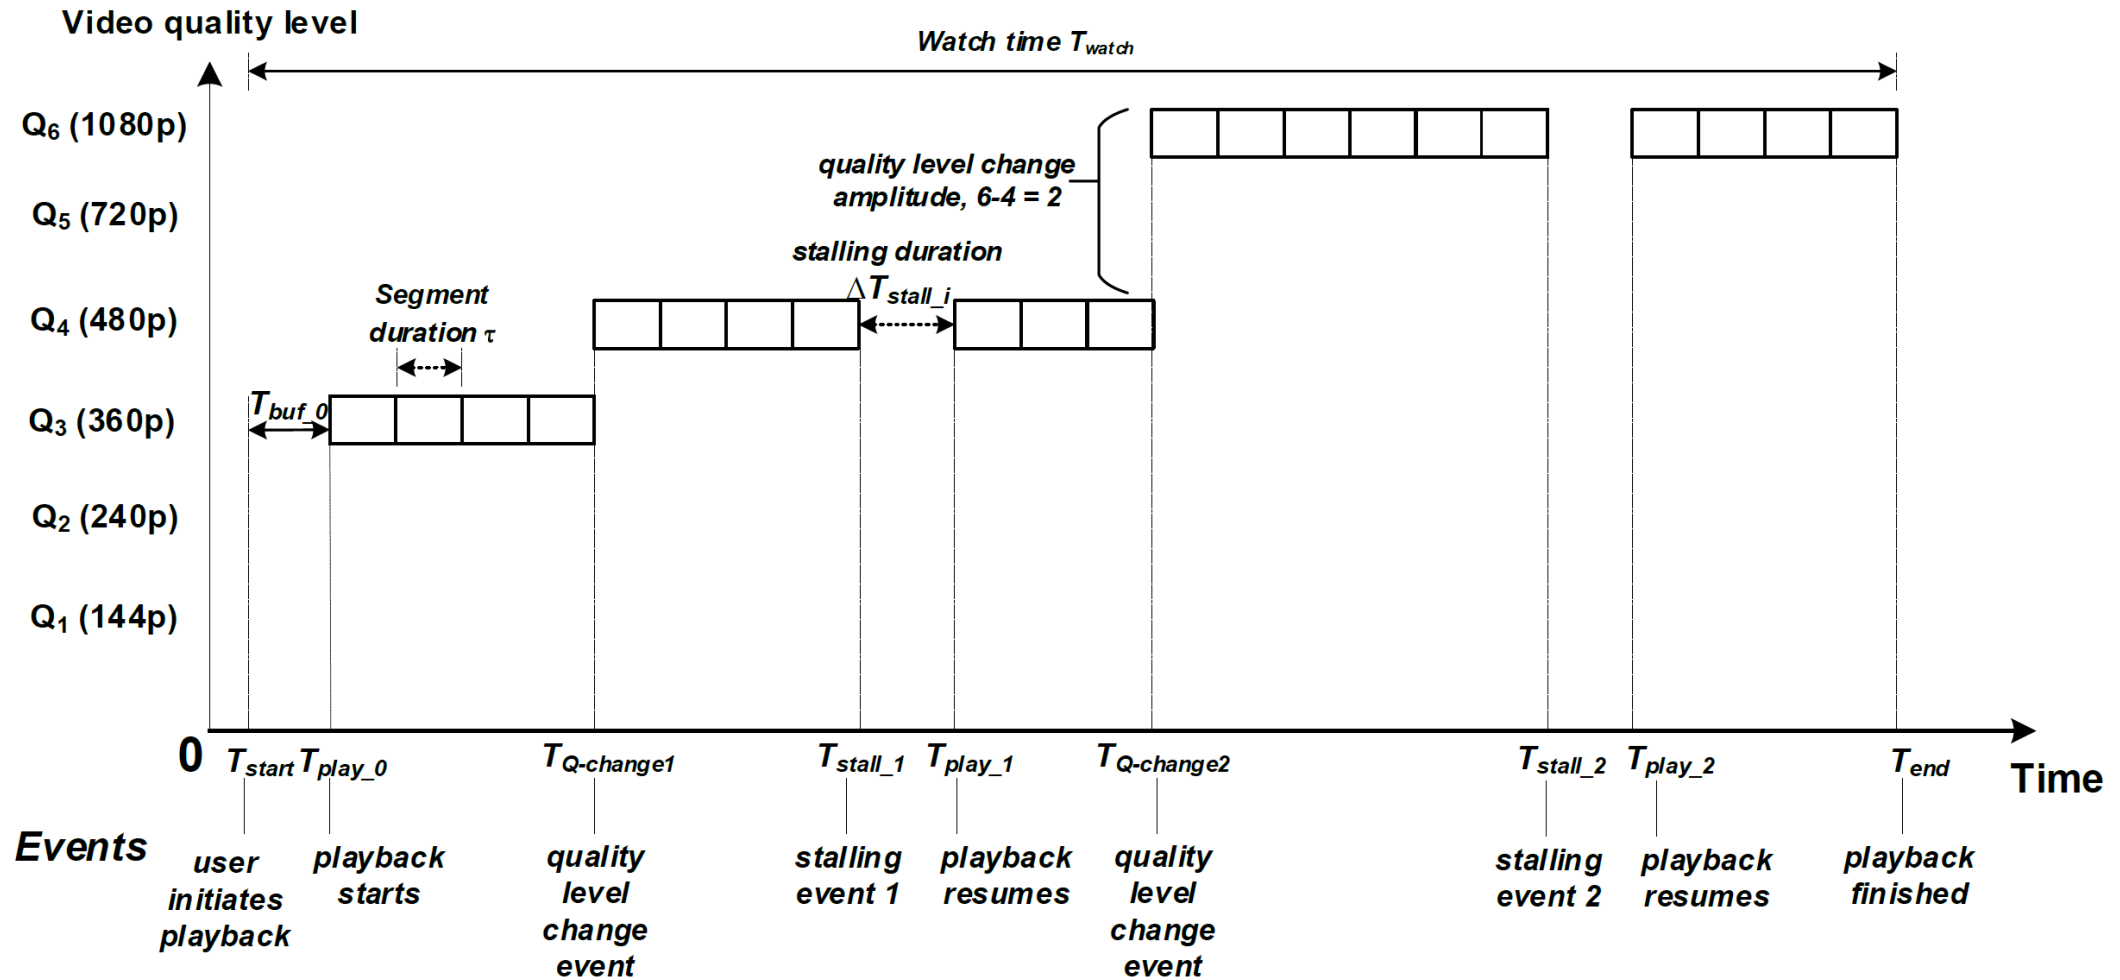 Video quality level
Watch time T_watch
Q₆ (1080p)
quality level change
amplitude, 6-4 = 2
Q₅ (720p)
stalling duration
ΔT_stall_i
Segment
duration τ
Q₄ (480p)
T_buf_0
Q₃ (360p)
Q₂ (240p)
Q₁ (144p)
0
T_start T_play_0 T_Q-change1 T_stall_1 T_play_1 T_Q-change2 T_stall_2 T_play_2 T_end
Time
Events
user
initiates
playback
playback
starts
quality
level
change
event
stalling
event 1
playback
resumes
quality
level
change
event
stalling
event 2
playback
resumes
playback
finished